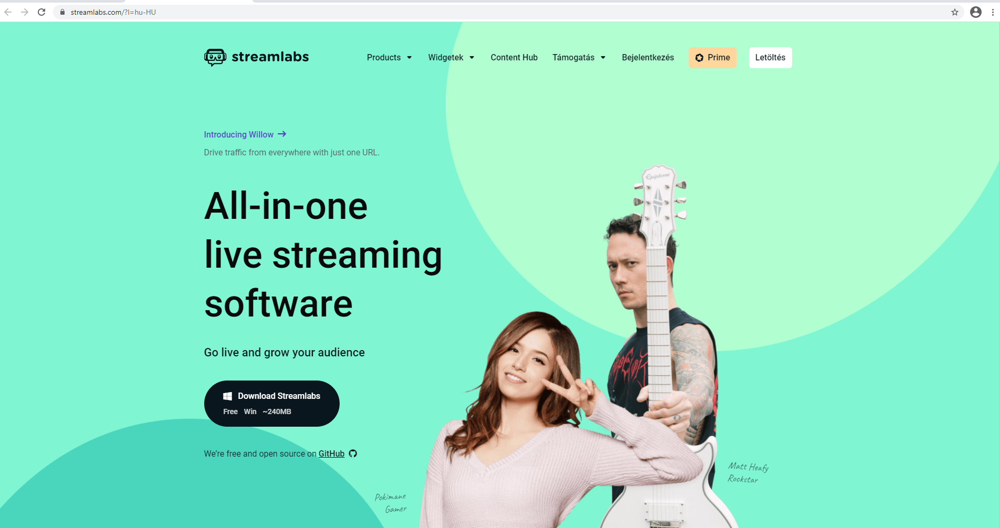 streamlabs.com/?l=hu-HU
streamlabs
Products
Widgetek
Content Hub
Támogatás
Bejelentkezés
Prime
Letöltés
Introducing Willow
Drive traffic from everywhere with just one URL.
All-in-one
live streaming
software
Go live and grow your audience
Download Streamlabs
Free Win ~240MB
We're free and open source on GitHub
Epiphone
Matt Heafy
Rockstar
Pokimane
Gamer